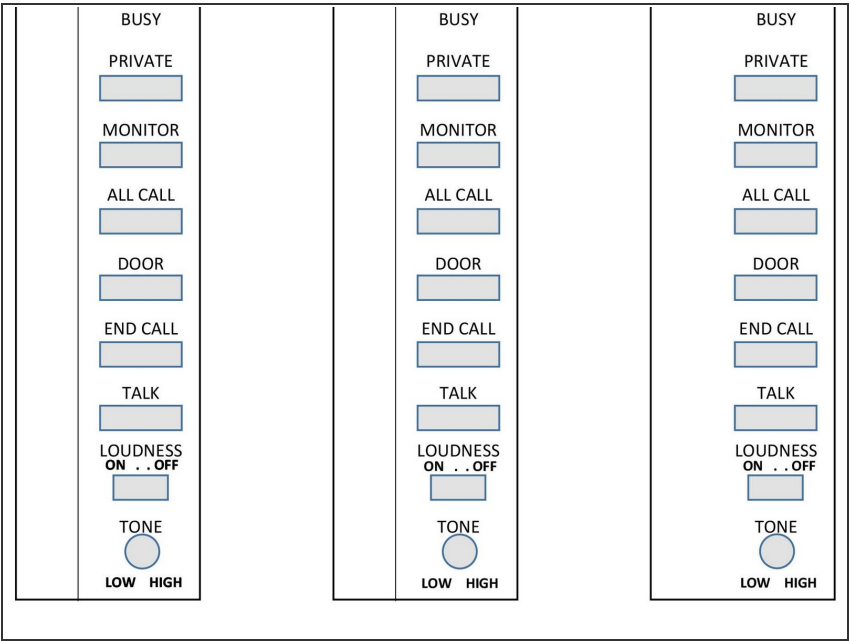 BUSY
PRIVATE
MONITOR
ALL CALL
DOOR
END CALL
TALK
LOUDNESS
ON . . OFF
TONE
LOW HIGH
BUSY
PRIVATE
MONITOR
ALL CALL
DOOR
END CALL
TALK
LOUDNESS
ON . . OFF
TONE
LOW HIGH
BUSY
PRIVATE
MONITOR
ALL CALL
DOOR
END CALL
TALK
LOUDNESS
ON . . OFF
TONE
LOW HIGH